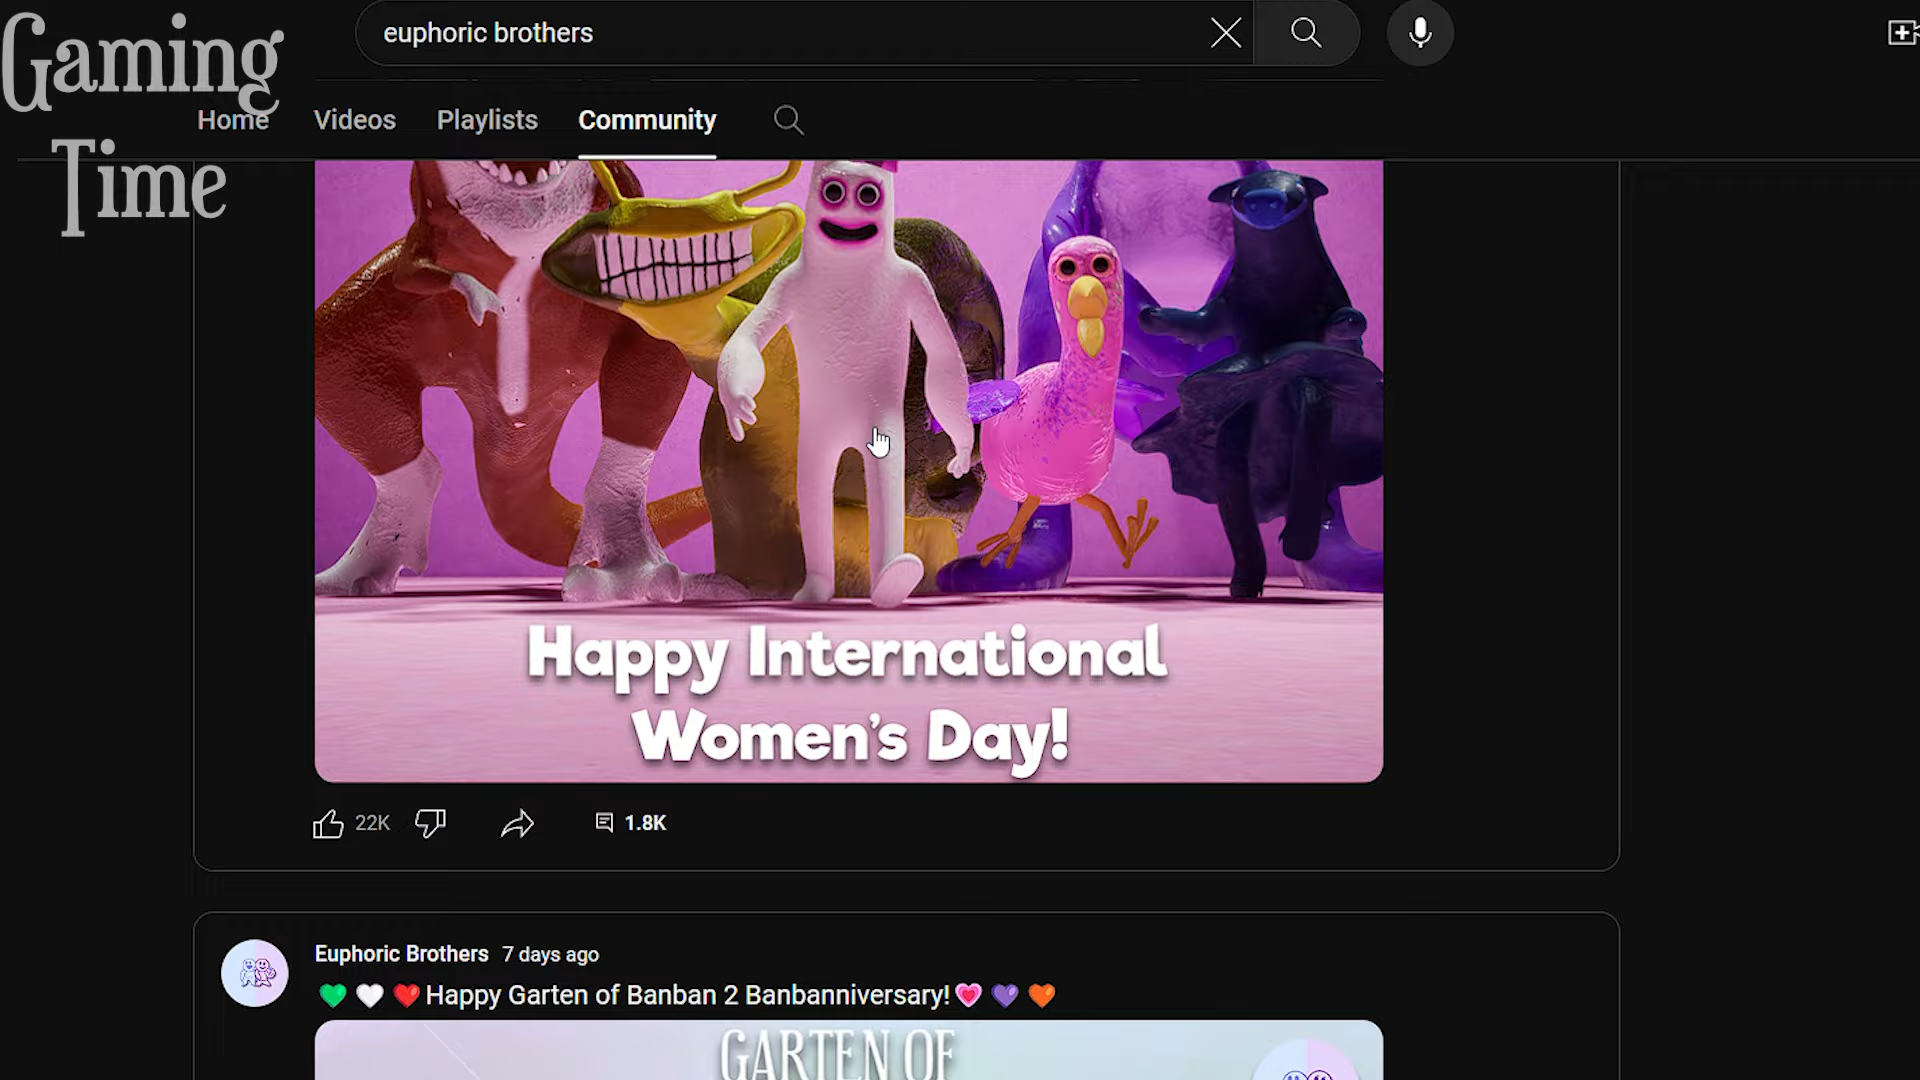 Gaming
Time
euphoric brothers
Home Videos Playlists Community
Happy International
Women's Day!
22K 1.8K
Euphoric Brothers 7 days ago
💚🤍❤️Happy Garten of Banban 2 Banbanniversary!💗💜🧡
GARTEN OF